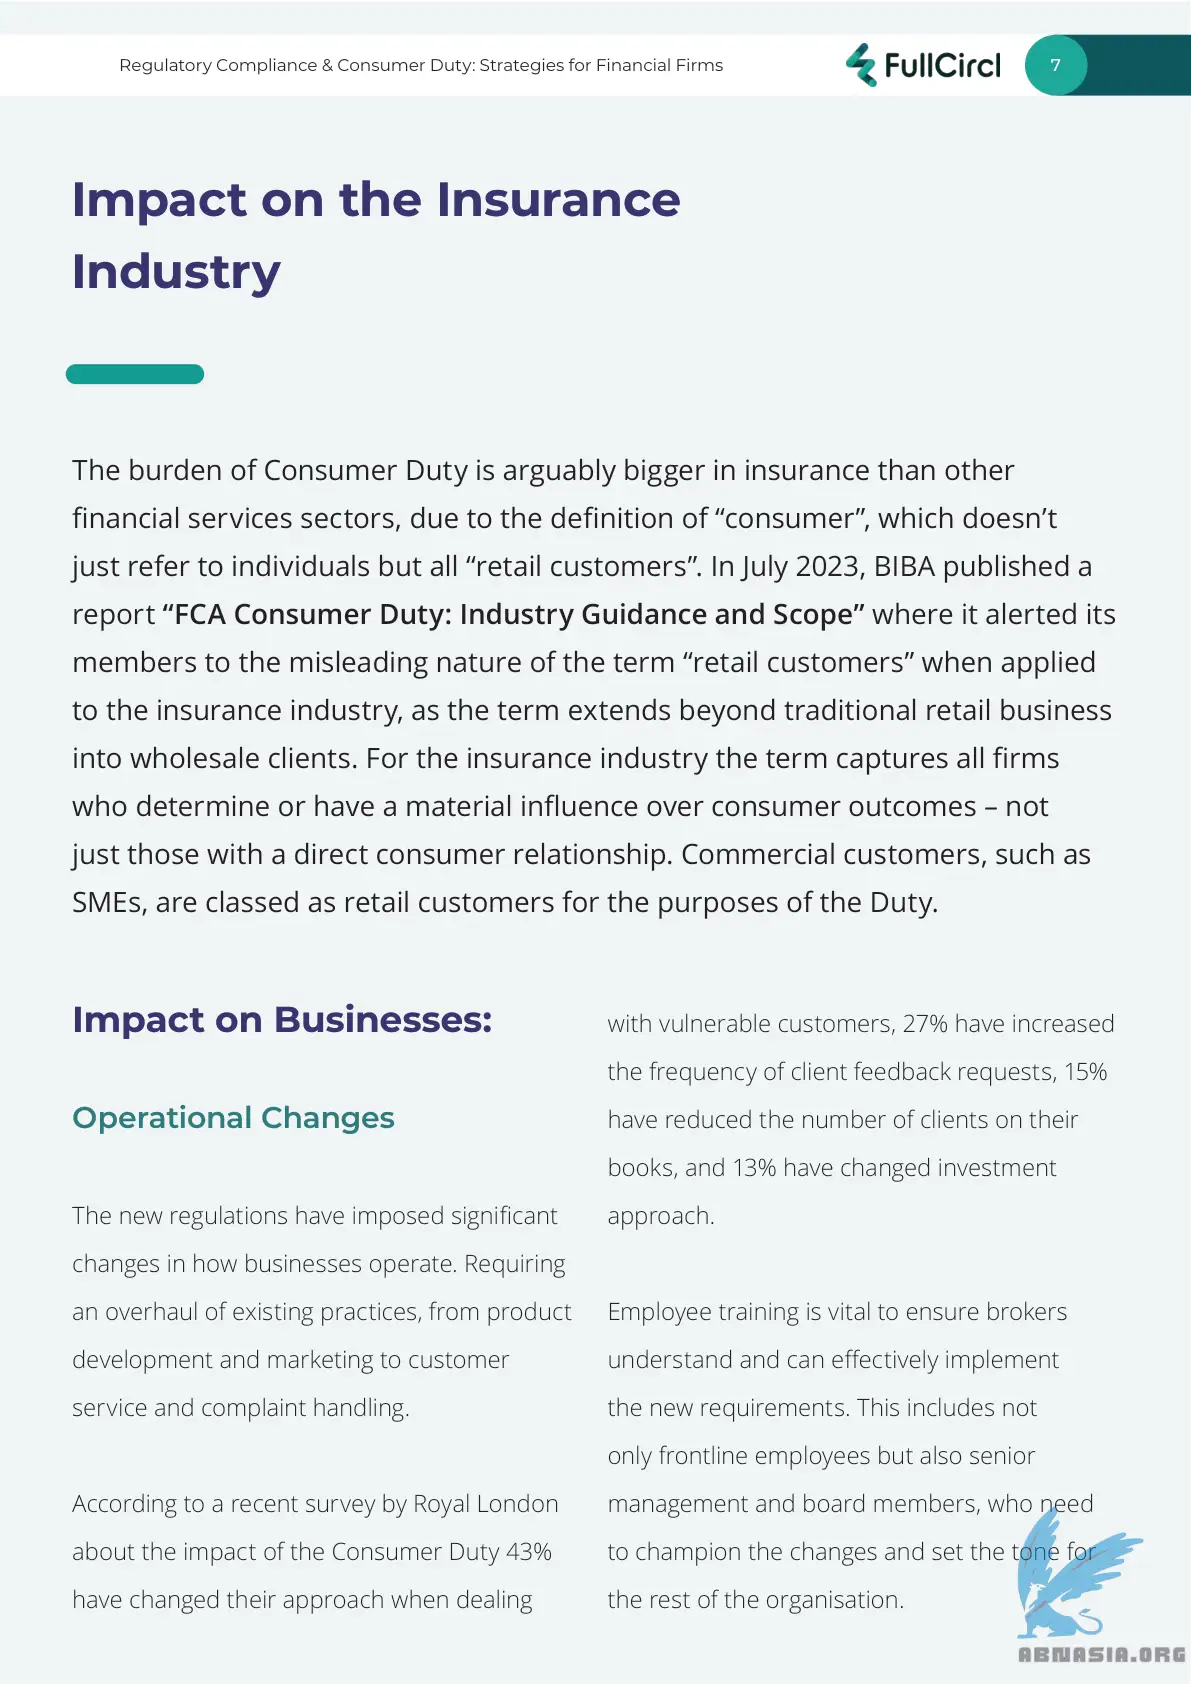 Regulatory Compliance & Consumer Duty: Strategies for Financial Firms
FullCircl
7
Impact on the Insurance
Industry
The burden of Consumer Duty is arguably bigger in insurance than other
financial services sectors, due to the definition of “consumer”, which doesn’t
just refer to individuals but all “retail customers”. In July 2023, BIBA published a
report “FCA Consumer Duty: Industry Guidance and Scope” where it alerted its
members to the misleading nature of the term “retail customers” when applied
to the insurance industry, as the term extends beyond traditional retail business
into wholesale clients. For the insurance industry the term captures all firms
who determine or have a material influence over consumer outcomes – not
just those with a direct consumer relationship. Commercial customers, such as
SMEs, are classed as retail customers for the purposes of the Duty.
Impact on Businesses:
Operational Changes
The new regulations have imposed significant
changes in how businesses operate. Requiring
an overhaul of existing practices, from product
development and marketing to customer
service and complaint handling.
According to a recent survey by Royal London
about the impact of the Consumer Duty 43%
have changed their approach when dealing
with vulnerable customers, 27% have increased
the frequency of client feedback requests, 15%
have reduced the number of clients on their
books, and 13% have changed investment
approach.
Employee training is vital to ensure brokers
understand and can effectively implement
the new requirements. This includes not
only frontline employees but also senior
management and board members, who need
to champion the changes and set the tone for
the rest of the organisation.
ABNASIA.ORG